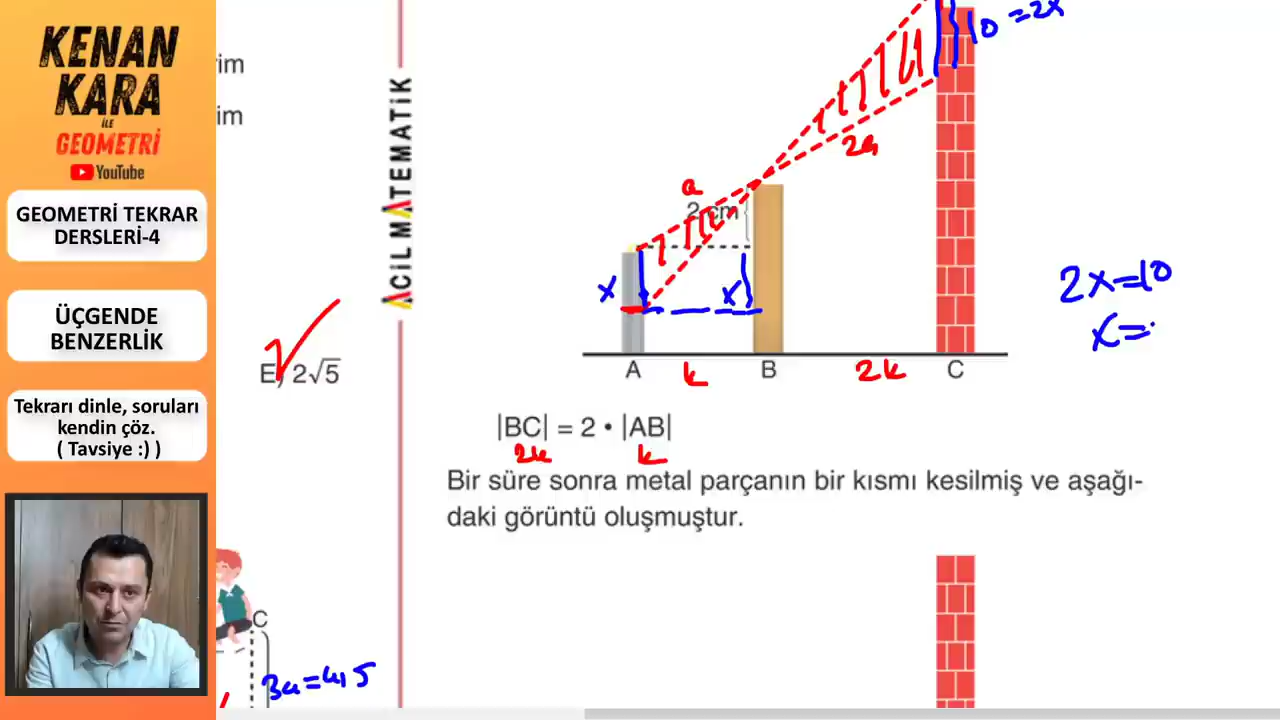 KENAN
KARA
İLE
GEOMETRİ
YouTube
GEOMETRİ TEKRAR
DERSLERİ-4
ÜÇGENDE
BENZERLİK
Tekrarı dinle, soruları
kendin çöz.
( Tavsiye :) )
im
E) 2√5
C
3a=4,5
ACİL MATEMATİK
10 =2x
2a
a
2 cm
x
x
2x=10
x=
A
k
B
2k
C
|BC| = 2 • |AB|
2k
k
Bir süre sonra metal parçanın bir kısmı kesilmiş ve aşağı-
daki görüntü oluşmuştur.